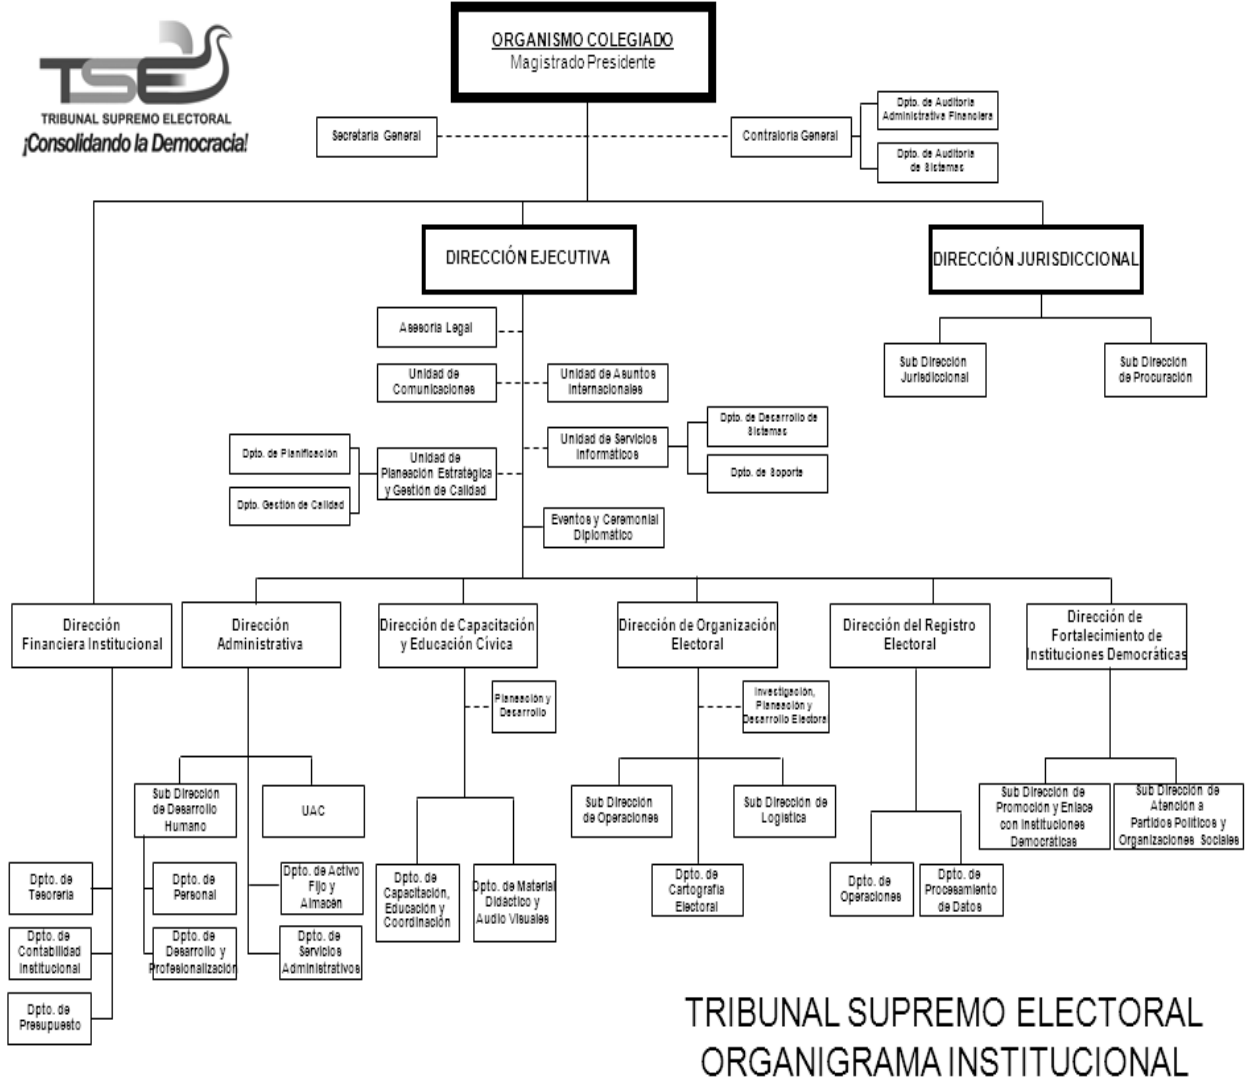 TSE
TRIBUNAL SUPREMO ELECTORAL
¡Consolidando la Democracia!
ORGANISMO COLEGIADO
Magistrado Presidente
Secretaria General
Contraloria General
Dpto. de Auditoria
Administrativa Financiera
Dpto. de Auditoria
de Sistemas
DIRECCIÓN EJECUTIVA
DIRECCIÓN JURISDICCIONAL
Asesoria Legal
Sub Dirección
Jurisdiccional
Sub Dirección
de Procuración
Unidad de
Comunicaciones
Unidad de Asuntos
Internacionales
Dpto. de Planificación
Dpto. Gestión de Calidad
Unidad de
Planeación Estratégica
y Gestión de Calidad
Unidad de Servicios
Informáticos
Dpto. de Desarrollo de
Sistemas
Dpto. de Soporte
Eventos y Ceremonial
Diplomático
Dirección
Financiera Institucional
Dirección
Administrativa
Dirección de Capacitación
y Educación Cívica
Dirección de Organización
Electoral
Dirección del Registro
Electoral
Dirección de
Fortalecimiento de
Instituciones Democráticas
Planeación y
Desarrollo
Investigación,
Planeación y
Desarrollo Electoral
Sub Dirección
de Desarrollo
Humano
UAC
Sub Dirección
de Operaciones
Sub Dirección de
Logística
Sub Dirección de
Promoción y Enlace
con Instituciones
Democráticas
Sub Dirección de
Atención a
Partidos Políticos y
Organizaciones Sociales
Dpto. de
Tesoreria
Dpto. de
Personal
Dpto. de Activo
Fijo y
Almacén
Dpto. de
Capacitación,
Educación y
Coordinación
Dpto. de Material
Didáctico y
Audio Visuales
Dpto. de
Cartografia
Electoral
Dpto. de
Operaciones
Dpto. de
Procesamiento
de Datos
Dpto. de
Contabilidad
Institucional
Dpto. de
Desarrollo y
Profesionalización
Dpto. de
Servicios
Administrativos
Dpto. de
Presupuesto
TRIBUNAL SUPREMO ELECTORAL
ORGANIGRAMA INSTITUCIONAL